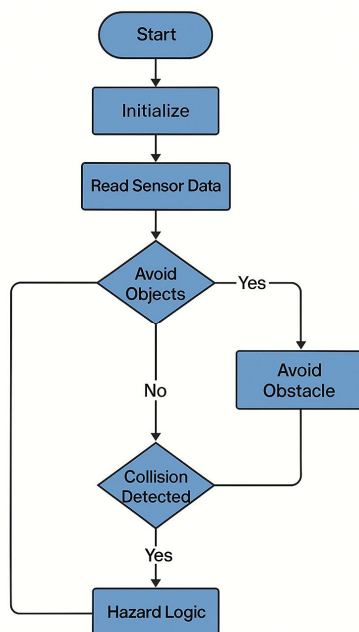 Start
Initialize
Read Sensor Data
Avoid
Objects
Yes
Avoid
Obstacle
No
Collision
Detected
Yes
Hazard Logic